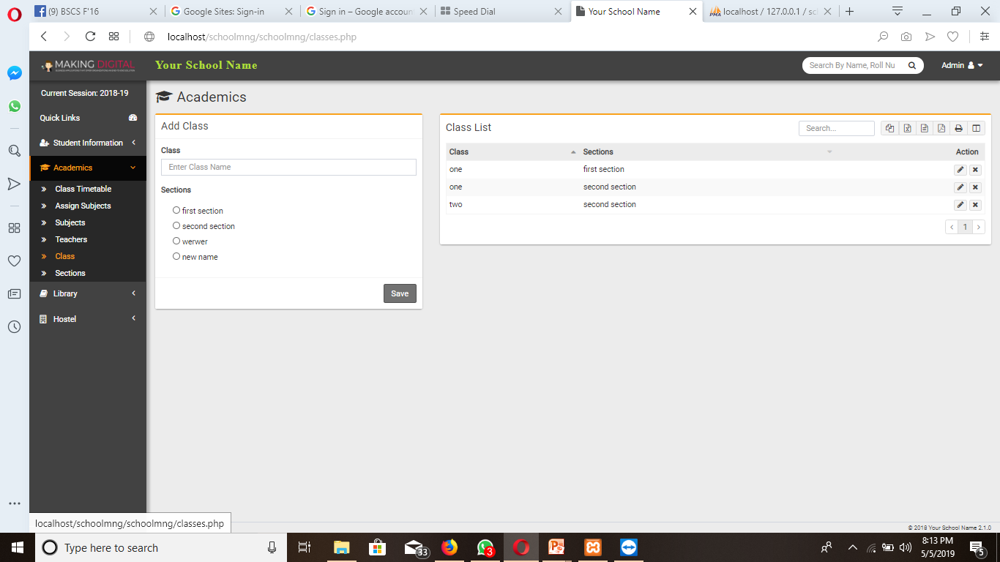 (9) BSCS F'16
Google Sites: Sign-in
Sign in – Google accoun
Speed Dial
Your School Name
localhost / 127.0.0.1 / sc
localhost/schoolmng/schoolmng/classes.php
MAKING DIGITAL
Your School Name
Search By Name, Roll Nu
Admin
Current Session: 2018-19
Quick Links
Student Information
Academics
Class Timetable
Assign Subjects
Subjects
Teachers
Class
Sections
Library
Hostel
Academics
Add Class
Class
Enter Class Name
Sections
first section
second section
werwer
new name
Save
Class List
Search...
Class Sections Action
one first section
one second section
two second section
1
localhost/schoolmng/schoolmng/classes.php
© 2018 Your School Name 2.1.0
Type here to search
33
3
8:13 PM
5/5/2019
5